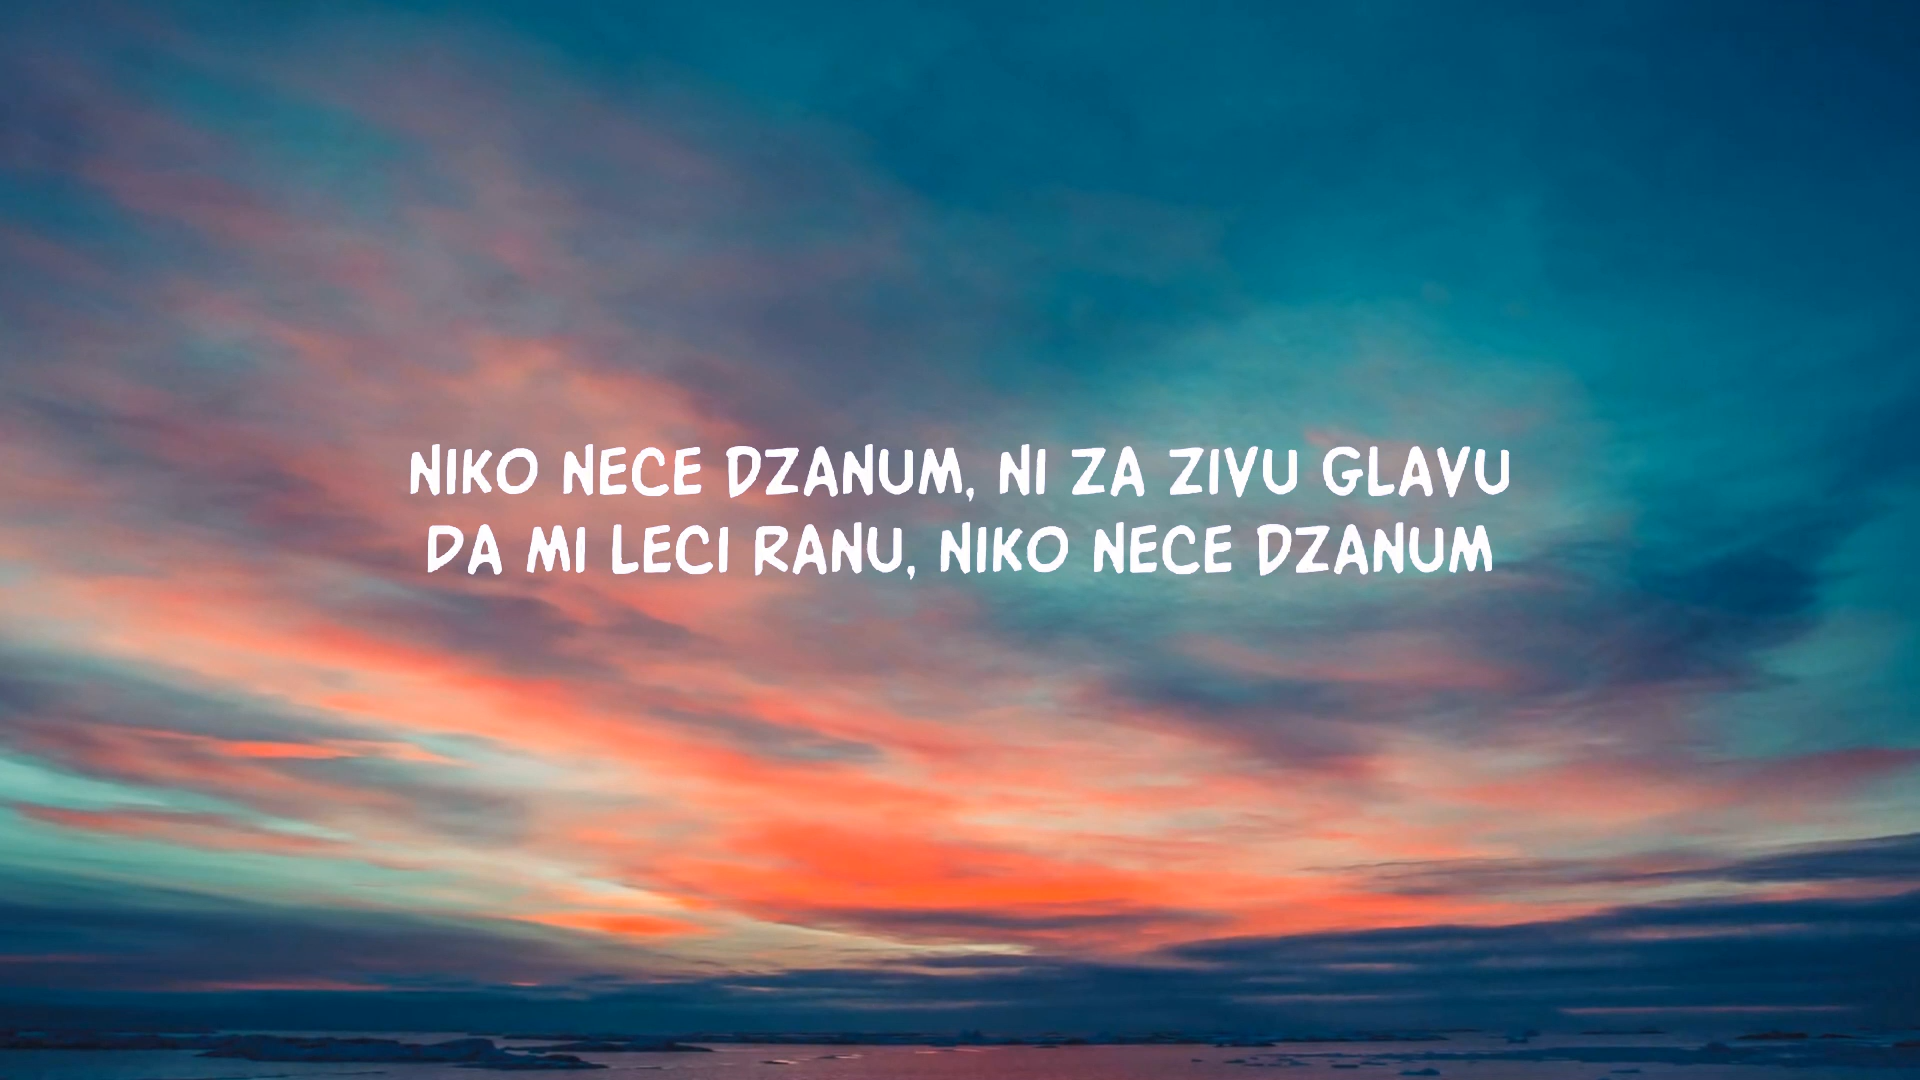 NIKO NECE DZANUM, NI ZA ZIVU GLAVU
DA MI LECI RANU, NIKO NECE DZANUM